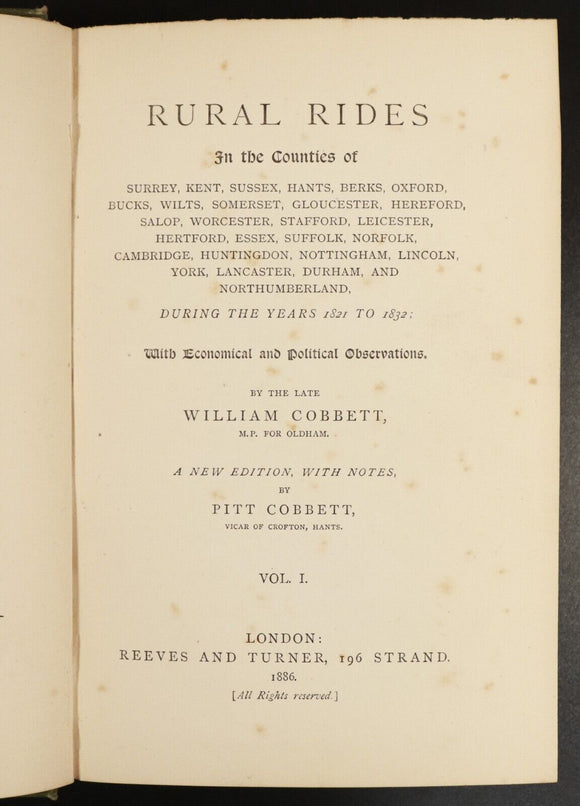 RURAL RIDES
In the Counties of
SURREY, KENT, SUSSEX, HANTS, BERKS, OXFORD,
BUCKS, WILTS, SOMERSET, GLOUCESTER, HEREFORD,
SALOP, WORCESTER, STAFFORD, LEICESTER,
HERTFORD, ESSEX, SUFFOLK, NORFOLK,
CAMBRIDGE, HUNTINGDON, NOTTINGHAM, LINCOLN,
YORK, LANCASTER, DURHAM, AND
NORTHUMBERLAND,
DURING THE YEARS 1821 TO 1832;
With Economical and Political Observations.
BY THE LATE
WILLIAM COBBETT,
M.P. FOR OLDHAM.
A NEW EDITION, WITH NOTES,
BY
PITT COBBETT,
VICAR OF CROFTON, HANTS.
VOL. I.
LONDON:
REEVES AND TURNER, 196 STRAND.
1886.
[All Rights reserved.]